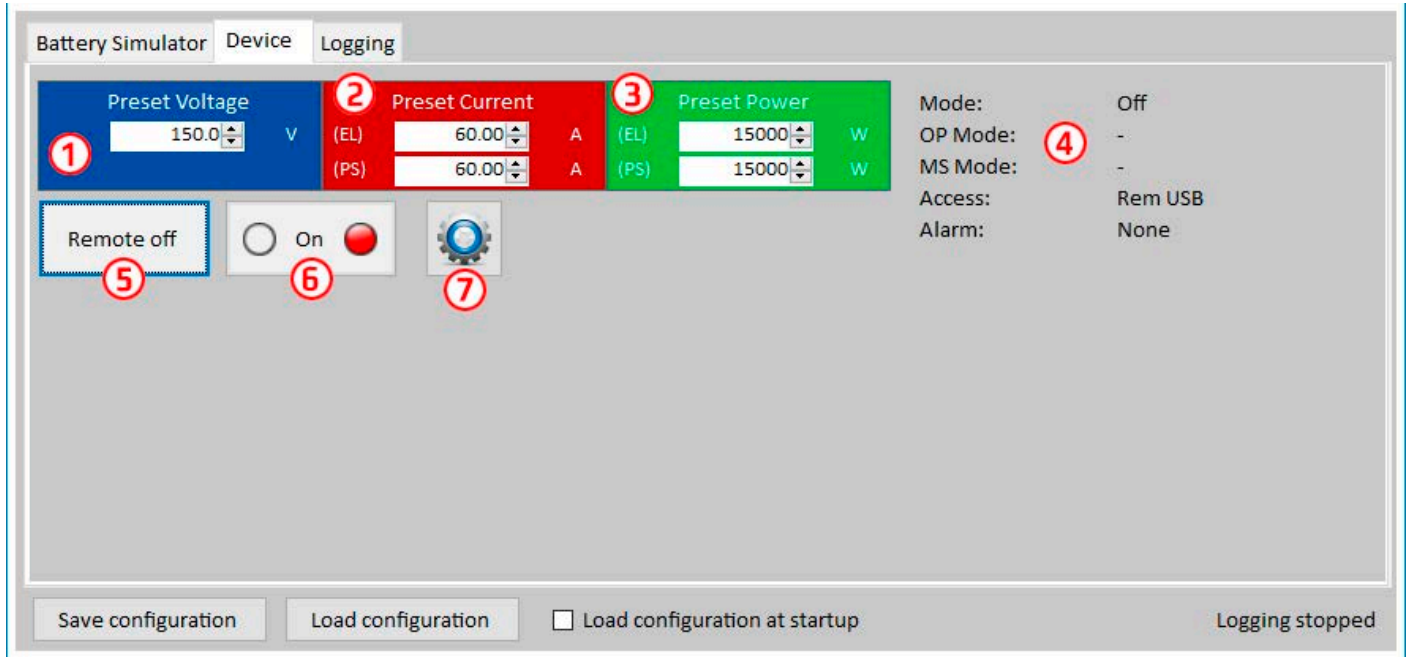 Battery Simulator Device Logging
Preset Voltage
150.0 V
1
2 Preset Current
(EL) 60.00 A
(PS) 60.00 A
3 Preset Power
(EL) 15000 W
(PS) 15000 W
Mode: Off
OP Mode: -
4
MS Mode: -
Access: Rem USB
Alarm: None
Remote off
5
On
6
7
Save configuration Load configuration Load configuration at startup Logging stopped